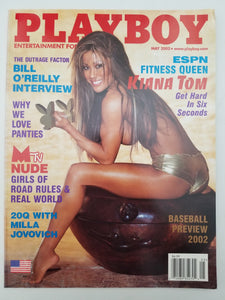 PLAYBOY
ENTERTAINMENT FOR
MAY 2002 • www.playboy.com
THE OUTRAGE FACTOR
BILL
O'REILLY
INTERVIEW
WHY
WE
LOVE
PANTIES
MTV
NUDE
GIRLS OF
ROAD RULES &
REAL WORLD
20Q WITH
MILLA
JOVOVICH
ESPN
FITNESS QUEEN
KIANA TOM
Get Hard
In Six
Seconds
BASEBALL
PREVIEW
2002